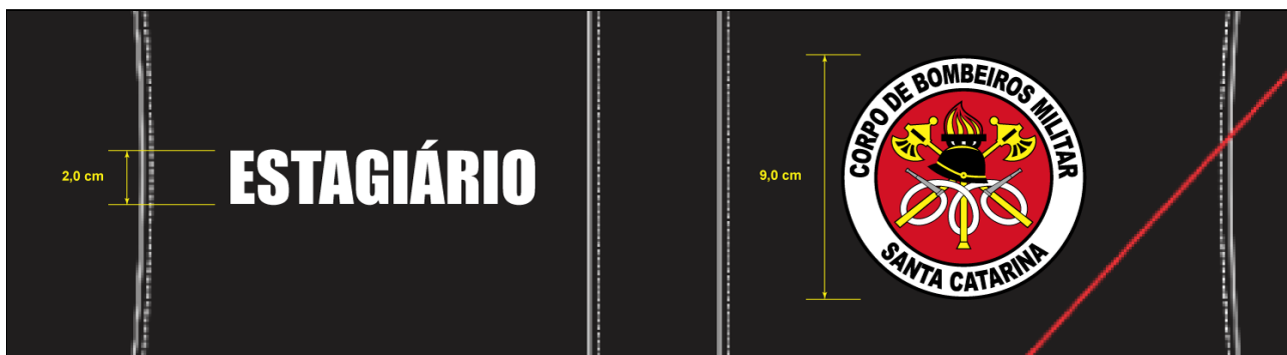 2,0 cm
ESTAGIÁRIO
9,0 cm
CORPO DE BOMBEIROS MILITAR
SANTA CATARINA